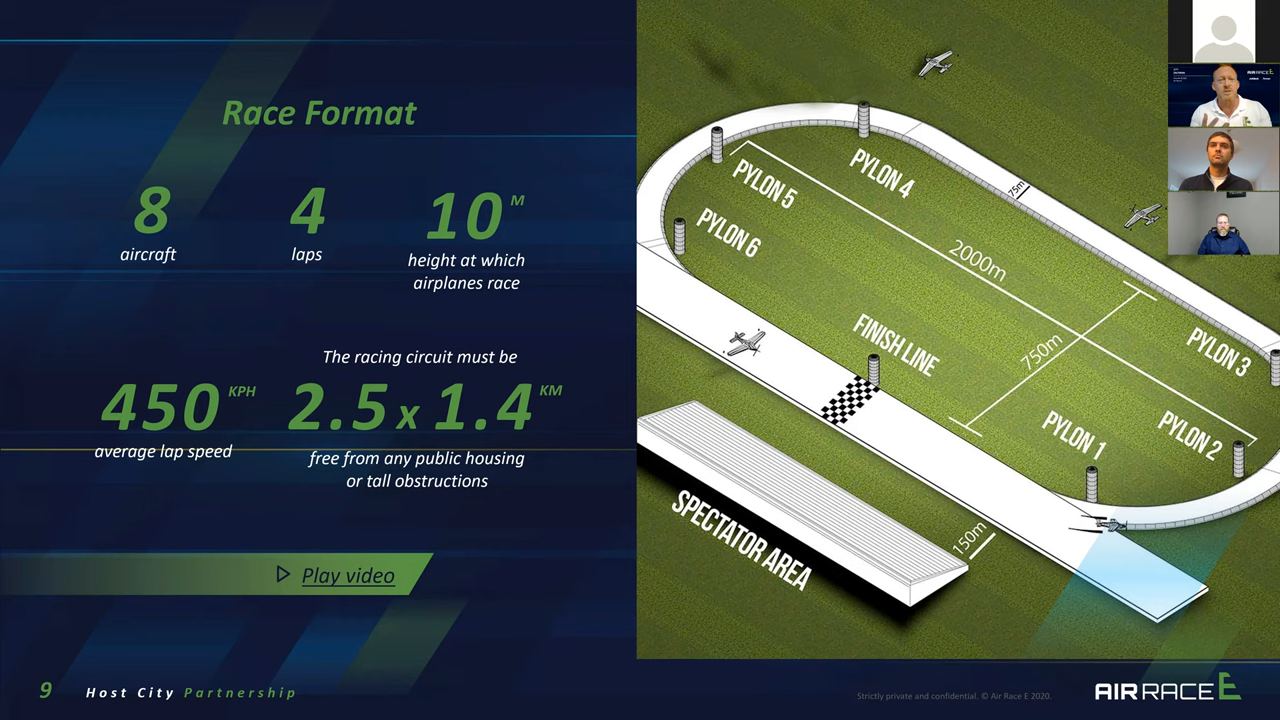 Race Format
8
aircraft
4
laps
10 M
height at which
airplanes race
450 KPH
average lap speed
The racing circuit must be
2.5 x 1.4 KM
free from any public housing
or tall obstructions
Play video
9 Host City Partnership
PYLON 4
PYLON 5
PYLON 6
75m
2000m
750m
FINISH LINE
PYLON 3
PYLON 2
PYLON 1
SPECTATOR AREA
150m
Strictly private and confidential. © Air Race E 2020.
AIR RACE E
AIR RACE E